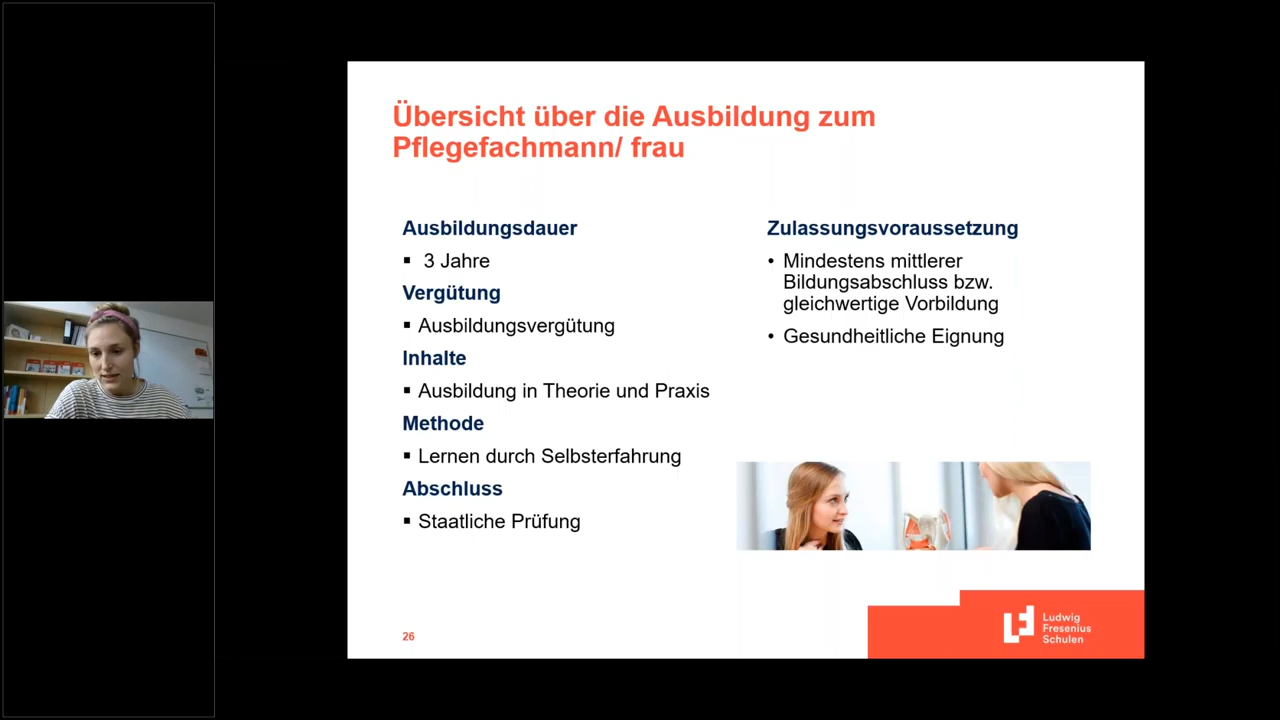 Übersicht über die Ausbildung zum
Pflegefachmann/ frau
Ausbildungsdauer
▪ 3 Jahre
Vergütung
▪ Ausbildungsvergütung
Inhalte
▪ Ausbildung in Theorie und Praxis
Methode
▪ Lernen durch Selbsterfahrung
Abschluss
▪ Staatliche Prüfung
Zulassungsvoraussetzung
• Mindestens mittlerer
Bildungsabschluss bzw.
gleichwertige Vorbildung
• Gesundheitliche Eignung
26
Ludwig
Fresenius
Schulen